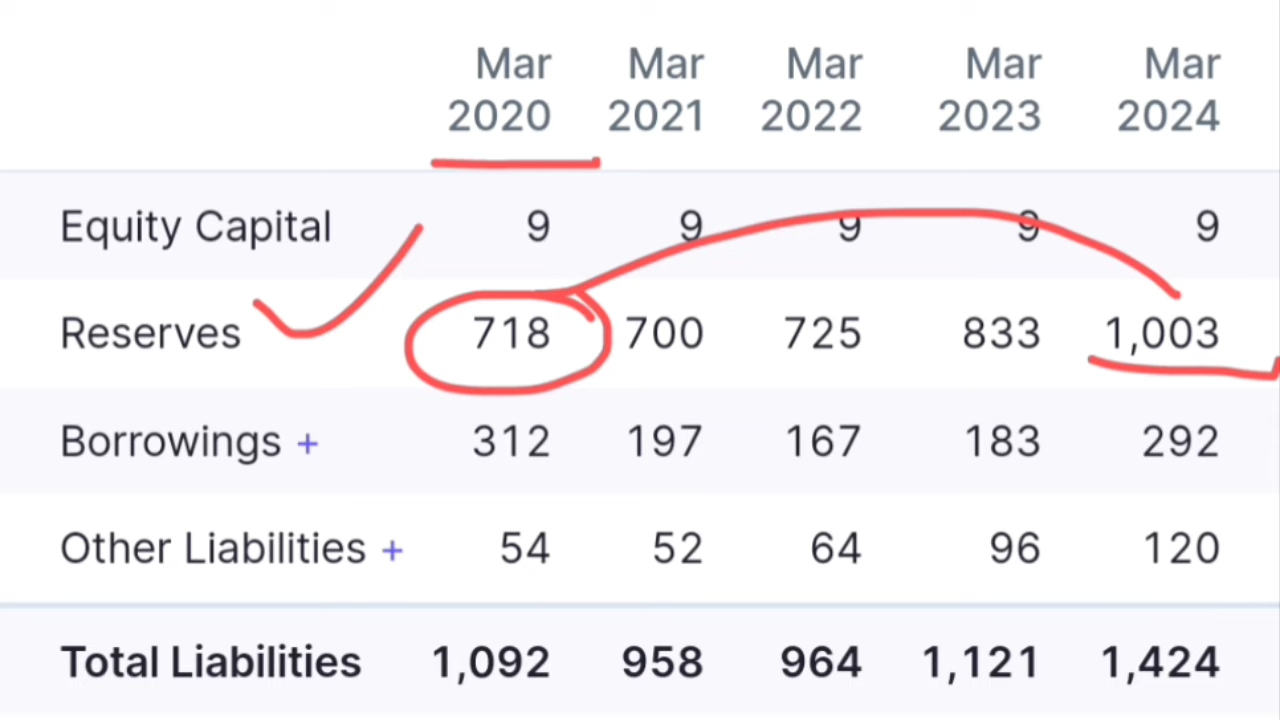 Mar Mar Mar Mar Mar
2020 2021 2022 2023 2024
Equity Capital 9 9 9 9 9
Reserves 718 700 725 833 1,003
Borrowings + 312 197 167 183 292
Other Liabilities + 54 52 64 96 120
Total Liabilities 1,092 958 964 1,121 1,424